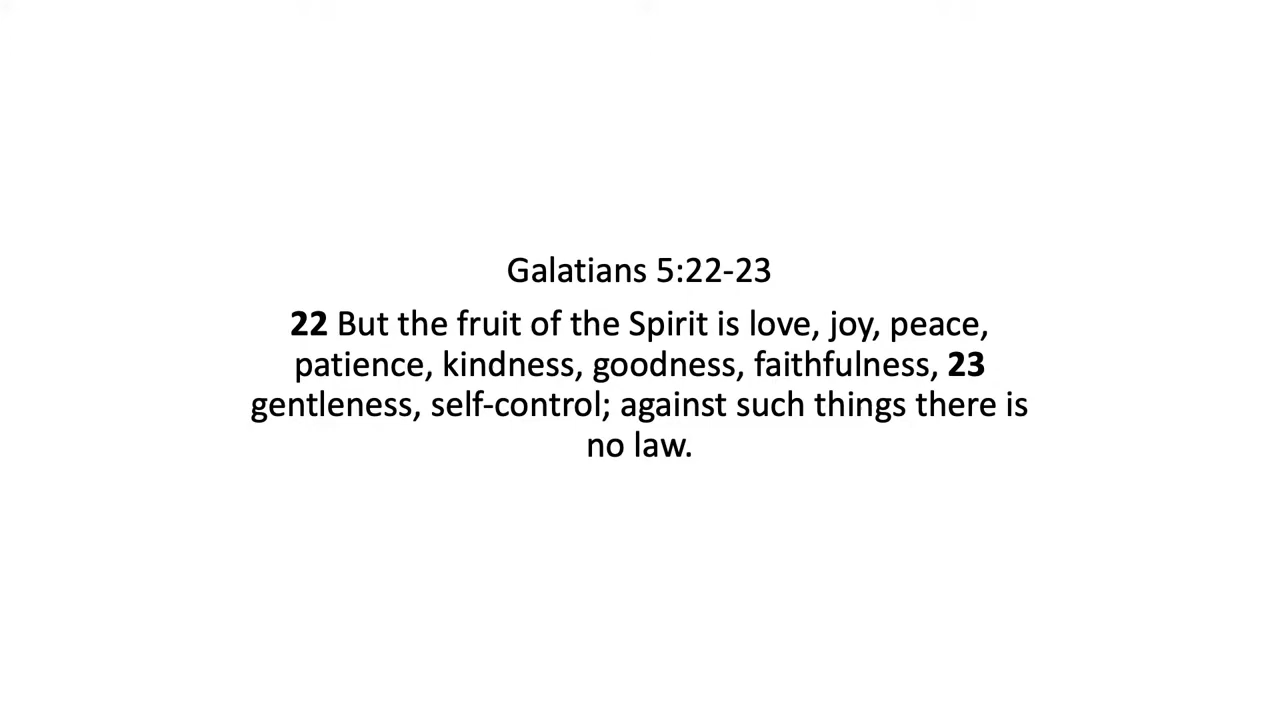 Galatians 5:22-23
22 But the fruit of the Spirit is love, joy, peace,
patience, kindness, goodness, faithfulness, 23
gentleness, self-control; against such things there is
no law.